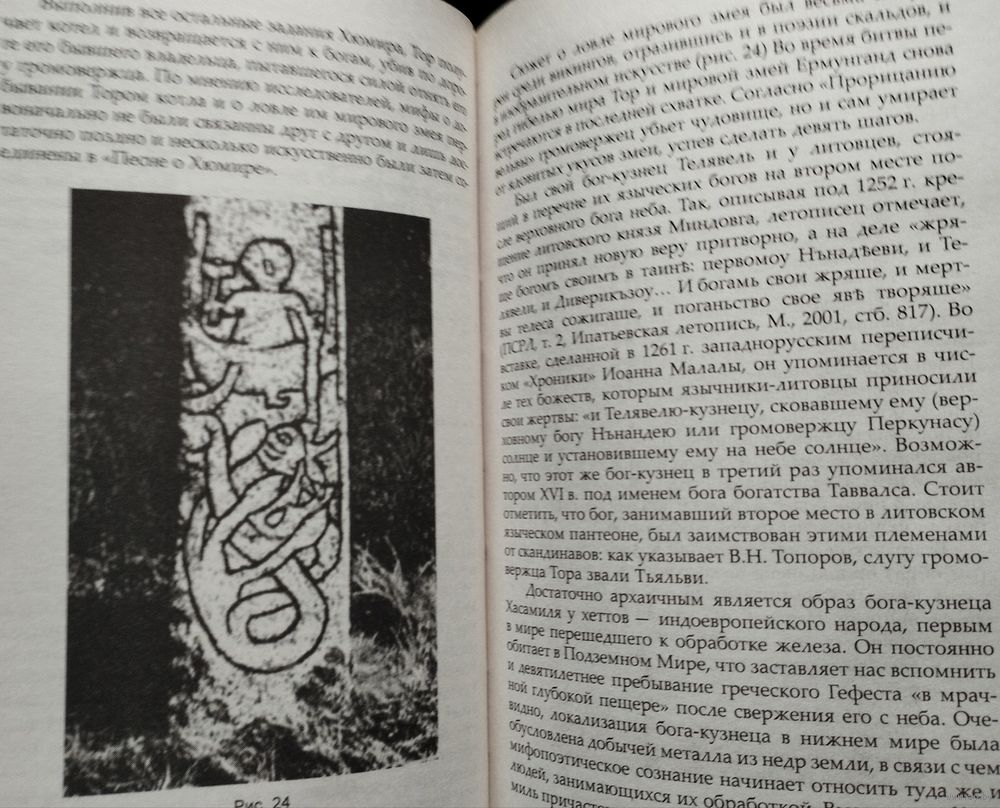 Выполнив все остальные задания Хюмира, Тор полу-
чает котел и возвращается с ним к богам, убив по доро-
те его бывшего владельца, пытавшегося силой отнять его
у громовержца. По мнению исследователей, мифы о до-
бывании Тором котла и о ловле им мирового змея пер-
воначально не были связанны друг с другом и лишь дос-
таточно поздно и несколько искусственно были затем со-
единены в «Песне о Хюмире».
Рис. 24
Сюжет о ловле мирового змея был весьма
среди викингов, отразившись и в поэзии скальдов, и
в изобразительном искусстве (рис. 24) Во время битвы пе-
ред гибелью мира Тор и мировой змей Ермунганд снова
встречаются в последней схватке. Согласно «Прорицанию
вельвы» громовержец убьет чудовище, но и сам умирает
от ядовитых укусов змеи, успев сделать девять шагов.
Был свой бог-кузнец Телявель и у литовцев, стоя-
щий в перечне их языческих богов на втором месте по-
сле верховного бога неба. Так, описывая под 1252 г. кре-
щение литовского князя Миндовга, летописец отмечает,
что он принял новую веру притворно, а на деле «жря-
ше богомъ своимъ в таинѣ: первомоу Нънадѣеви, и Те-
лявели, и Диверикъзоу... И богамь свои жряше, и мерт-
вы телеса сожигаше, и поганьство свое явѣ творяше»
(ПСРЛ, т. 2, Ипатьевская летопись, М., 2001, стб. 817). Во
вставке, сделанной в 1261 г. западнорусским переписчи-
ком «Хроники» Иоанна Малалы, он упоминается в чис-
ле тех божеств, которым язычники-литовцы приносили
свои жертвы: «и Телявелю-кузнецу, сковавшему ему (вер-
ховному богу Нънандею или громовержцу Перкунасу)
солнце и установившему ему на небе солнце». Возмож-
но, что этот же бог-кузнец в третий раз упоминался ав-
тором XVI в. под именем бога богатства Таввалса. Стоит
отметить, что бог, занимавший второе место в литовском
языческом пантеоне, был заимствован этими племенами
от скандинавов: как указывает В.Н. Топоров, слугу громо-
вержца Тора звали Тьяльви.
Достаточно архаичным является образ бога-кузнеца
Хасамиля у хеттов — индоевропейского народа, первым
в мире перешедшего к обработке железа. Он постоянно
обитает в Подземном Мире, что заставляет нас вспомнить
и девятилетнее пребывание греческого Гефеста «в мрач-
ной глубокой пещере» после свержения его с неба. Оче-
видно, локализация бога-кузнеца в нижнем мире была
обусловлена добычей металла из недр земли, в связи с чем
мифопоэтическое сознание начинает относить туда же и
людей, занимающихся их обработкой.
миль